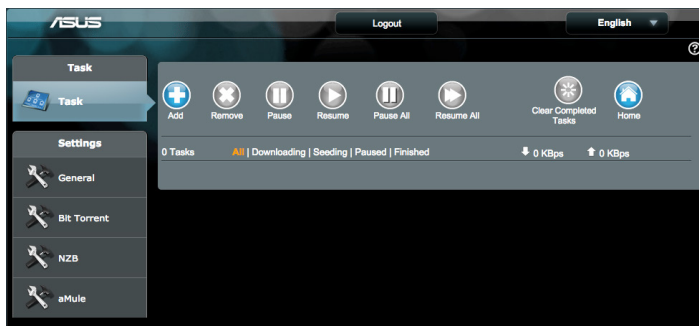 ASUS
Logout
English
?
Task
Task
Settings
General
Bit Torrent
NZB
aMule
Add
Remove
Pause
Resume
Pause All
Resume All
Clear Completed
Tasks
Home
0 Tasks
All | Downloading | Seeding | Paused | Finished
0 KBps
0 KBps